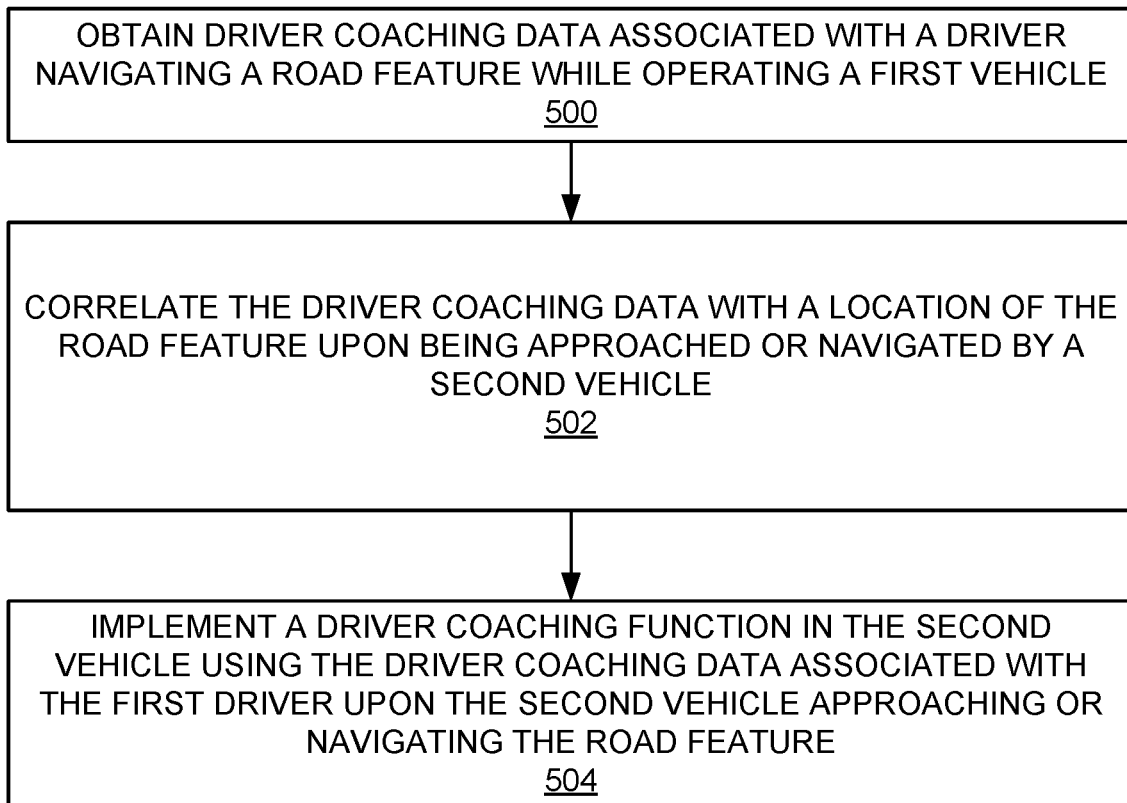 OBTAIN DRIVER COACHING DATA ASSOCIATED WITH A DRIVER
NAVIGATING A ROAD FEATURE WHILE OPERATING A FIRST VEHICLE
500
CORRELATE THE DRIVER COACHING DATA WITH A LOCATION OF THE
ROAD FEATURE UPON BEING APPROACHED OR NAVIGATED BY A
SECOND VEHICLE
502
IMPLEMENT A DRIVER COACHING FUNCTION IN THE SECOND
VEHICLE USING THE DRIVER COACHING DATA ASSOCIATED WITH
THE FIRST DRIVER UPON THE SECOND VEHICLE APPROACHING OR
NAVIGATING THE ROAD FEATURE
504